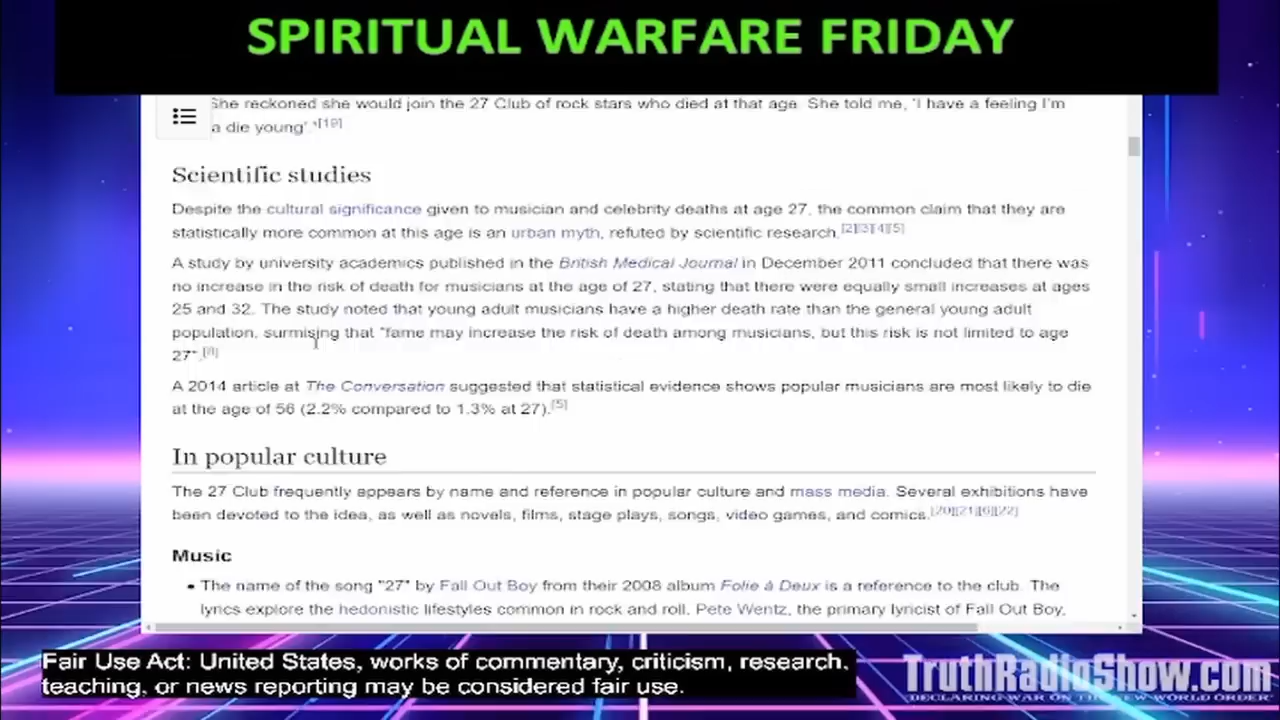 SPIRITUAL WARFARE FRIDAY
She reckoned she would join the 27 Club of rock stars who died at that age. She told me, 'I have a feeling I'm
a die young'."[19]
Scientific studies
Despite the cultural significance given to musician and celebrity deaths at age 27, the common claim that they are
statistically more common at this age is an urban myth, refuted by scientific research.[2][3][4][5]
A study by university academics published in the British Medical Journal in December 2011 concluded that there was
no increase in the risk of death for musicians at the age of 27, stating that there were equally small increases at ages
25 and 32. The study noted that young adult musicians have a higher death rate than the general young adult
population, surmising that "fame may increase the risk of death among musicians, but this risk is not limited to age
27".
A 2014 article at The Conversation suggested that statistical evidence shows popular musicians are most likely to die
at the age of 56 (2.2% compared to 1.3% at 27).[5]
In popular culture
The 27 Club frequently appears by name and reference in popular culture and mass media. Several exhibitions have
been devoted to the idea, as well as novels, films, stage plays, songs, video games, and comics.[20][21][6][22]
Music
• The name of the song "27" by Fall Out Boy from their 2008 album Folie à Deux is a reference to the club. The
lyrics explore the hedonistic lifestyles common in rock and roll. Pete Wentz, the primary lyricist of Fall Out Boy,
Fair Use Act: United States, works of commentary, criticism, research,
teaching, or news reporting may be considered fair use.
TruthRadioShow.com
DECLARING WAR ON THE NEW WORLD ORDER